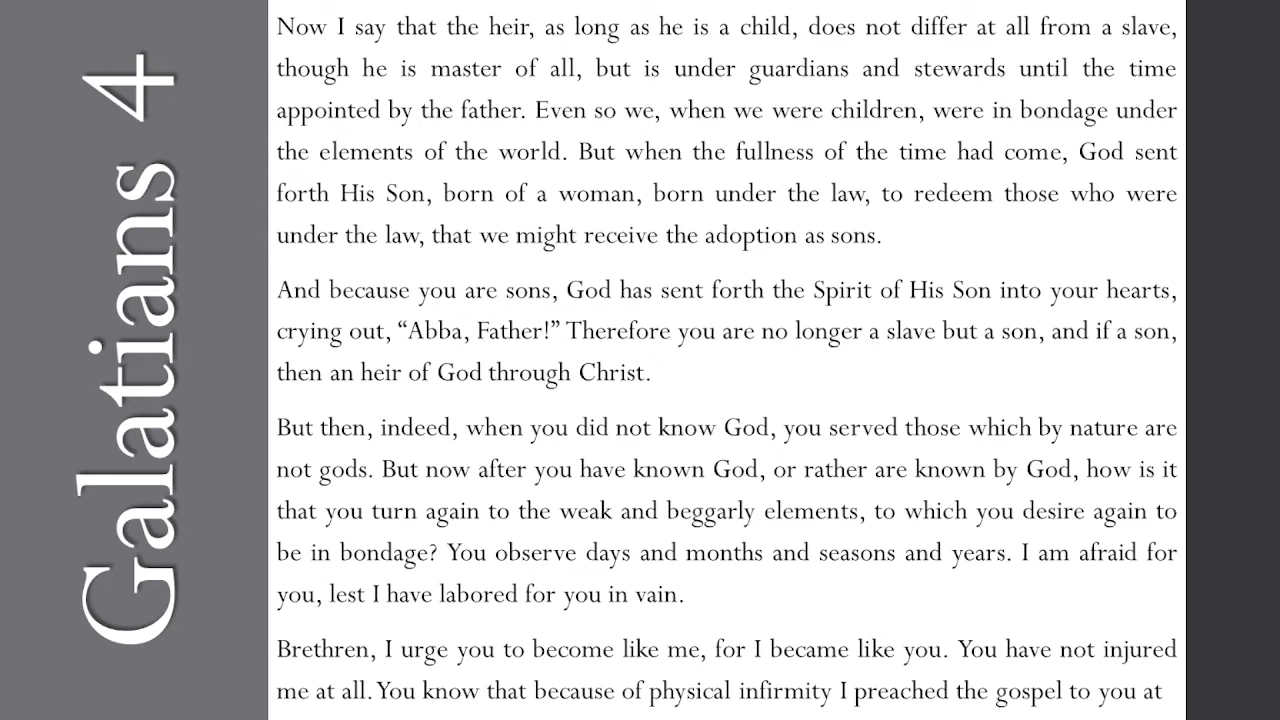 Galatians 4
Now I say that the heir, as long as he is a child, does not differ at all from a slave,
though he is master of all, but is under guardians and stewards until the time
appointed by the father. Even so we, when we were children, were in bondage under
the elements of the world. But when the fullness of the time had come, God sent
forth His Son, born of a woman, born under the law, to redeem those who were
under the law, that we might receive the adoption as sons.
And because you are sons, God has sent forth the Spirit of His Son into your hearts,
crying out, “Abba, Father!” Therefore you are no longer a slave but a son, and if a son,
then an heir of God through Christ.
But then, indeed, when you did not know God, you served those which by nature are
not gods. But now after you have known God, or rather are known by God, how is it
that you turn again to the weak and beggarly elements, to which you desire again to
be in bondage? You observe days and months and seasons and years. I am afraid for
you, lest I have labored for you in vain.
Brethren, I urge you to become like me, for I became like you. You have not injured
me at all. You know that because of physical infirmity I preached the gospel to you at